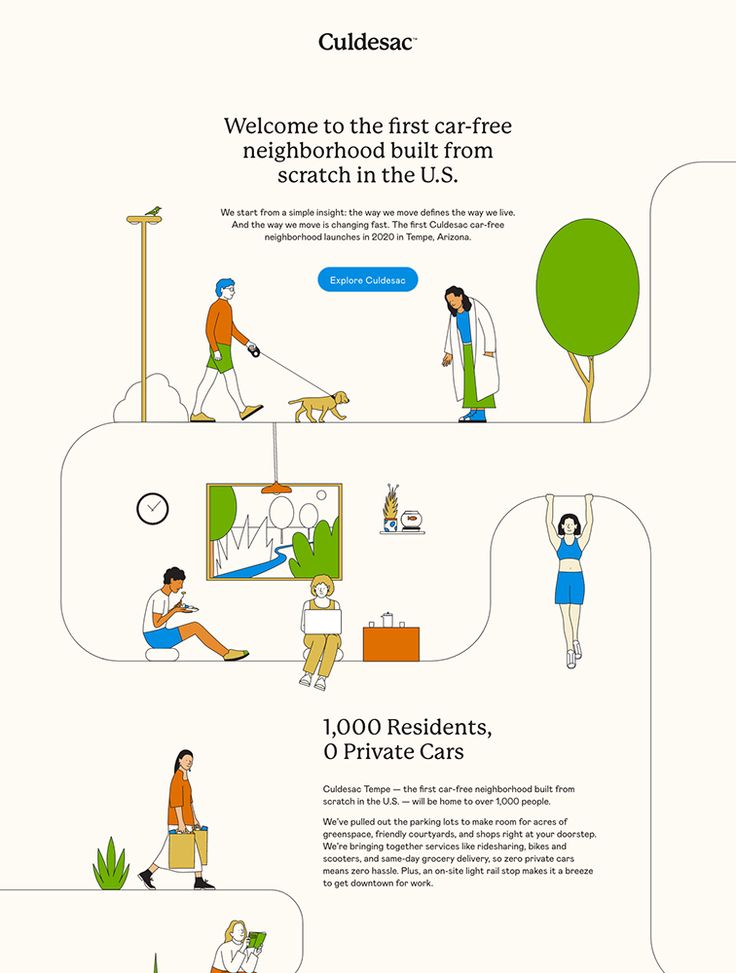 Culdesac™
Welcome to the first car-free
neighborhood built from
scratch in the U.S.
We start from a simple insight: the way we move defines the way we live.
And the way we move is changing fast. The first Culdesac car-free
neighborhood launches in 2020 in Tempe, Arizona.
Explore Culdesac
1,000 Residents,
0 Private Cars
Culdesac Tempe — the first car-free neighborhood built from
scratch in the U.S. — will be home to over 1,000 people.
We’ve pulled out the parking lots to make room for acres of
greenspace, friendly courtyards, and shops right at your doorstep.
We’re bringing together services like ridesharing, bikes and
scooters, and same-day grocery delivery, so zero private cars
means zero hassle. Plus, an on-site light rail stop makes it a breeze
to get downtown for work.